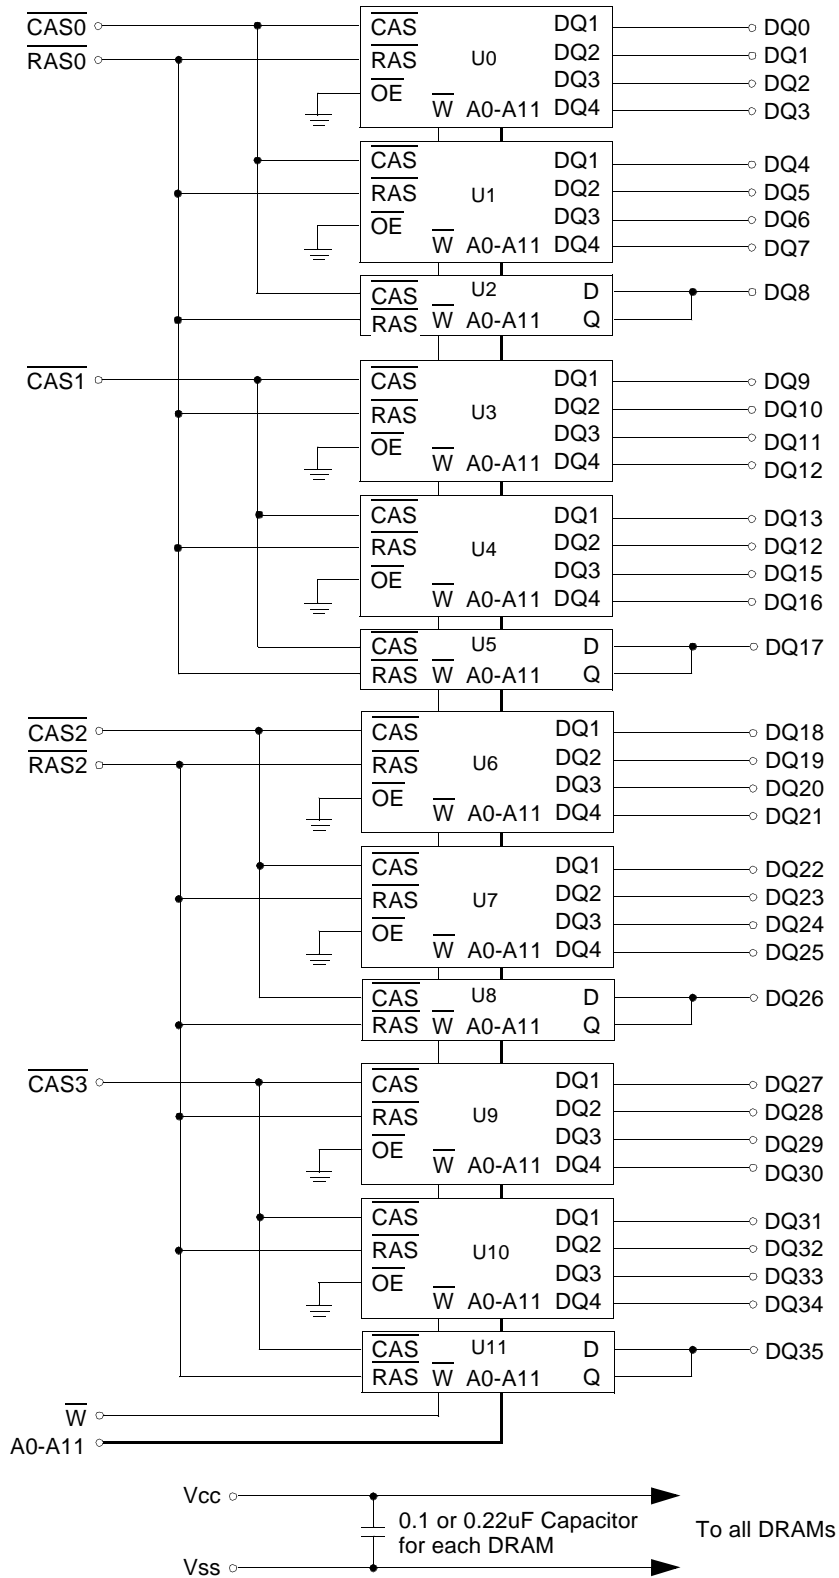 CAS0 CAS DQ1 DQ0
RAS0 RAS U0 DQ2 DQ1
OE DQ3 DQ2
W A0-A11 DQ4 DQ3
CAS DQ1 DQ4
RAS U1 DQ2 DQ5
OE DQ3 DQ6
W A0-A11 DQ4 DQ7
CAS U2 D DQ8
RAS W A0-A11 Q
CAS1 CAS DQ1 DQ9
RAS U3 DQ2 DQ10
OE DQ3 DQ11
W A0-A11 DQ4 DQ12
CAS DQ1 DQ13
RAS U4 DQ2 DQ12
OE DQ3 DQ15
W A0-A11 DQ4 DQ16
CAS U5 D DQ17
RAS W A0-A11 Q
CAS2 CAS DQ1 DQ18
RAS2 RAS U6 DQ2 DQ19
OE DQ3 DQ20
W A0-A11 DQ4 DQ21
CAS DQ1 DQ22
RAS U7 DQ2 DQ23
OE DQ3 DQ24
W A0-A11 DQ4 DQ25
CAS U8 D DQ26
RAS W A0-A11 Q
CAS3 CAS DQ1 DQ27
RAS U9 DQ2 DQ28
OE DQ3 DQ29
W A0-A11 DQ4 DQ30
CAS DQ1 DQ31
RAS U10 DQ2 DQ32
OE DQ3 DQ33
W A0-A11 DQ4 DQ34
CAS U11 D DQ35
RAS W A0-A11 Q
W
A0-A11
Vcc
0.1 or 0.22uF Capacitor To all DRAMs
for each DRAM
Vss